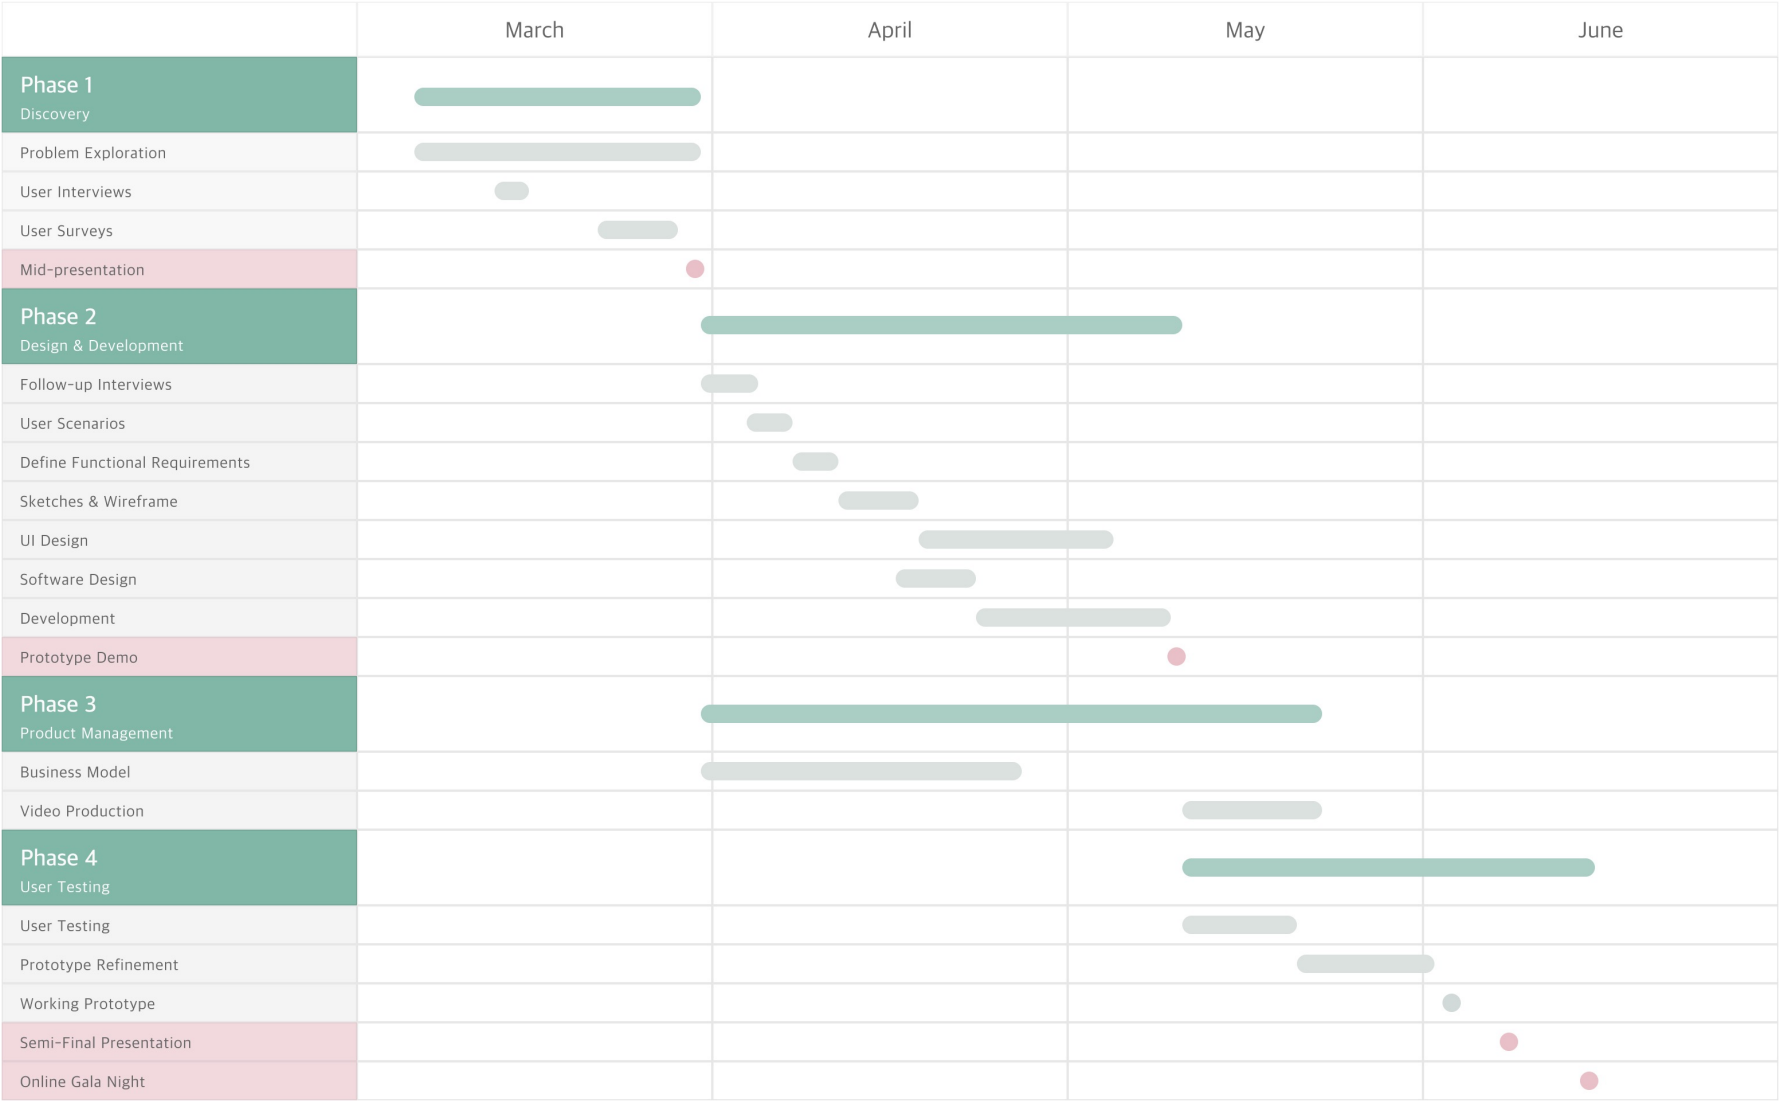 March
April
May
June
Phase 1
Discovery
Problem Exploration
User Interviews
User Surveys
Mid-presentation
Phase 2
Design & Development
Follow-up Interviews
User Scenarios
Define Functional Requirements
Sketches & Wireframe
UI Design
Software Design
Development
Prototype Demo
Phase 3
Product Management
Business Model
Video Production
Phase 4
User Testing
User Testing
Prototype Refinement
Working Prototype
Semi-Final Presentation
Online Gala Night